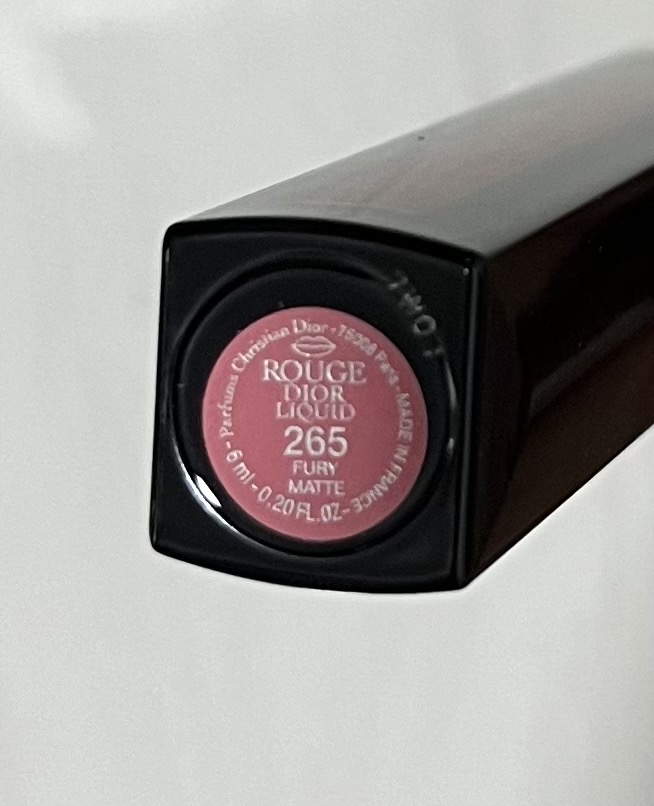 Parfums Christian Dior - 75008 Paris - MADE IN FRANCE - 0.20 FL.OZ - 6 ml -
ROUGE
DIOR
LIQUID
265
FURY
MATTE